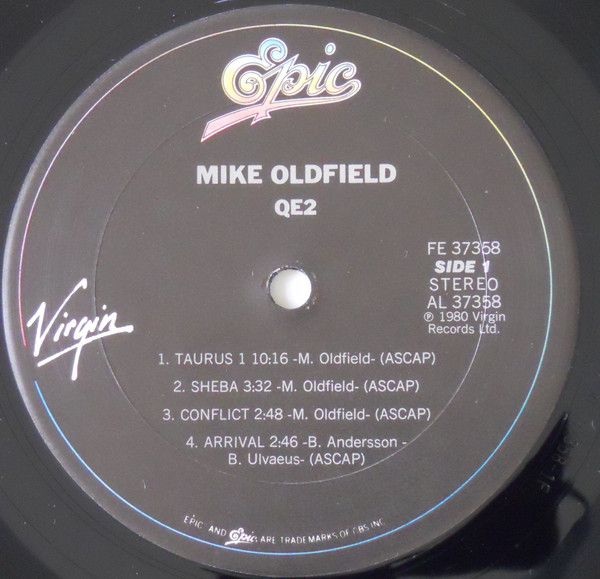 Epic
MIKE OLDFIELD
QE2
FE 37358
SIDE 1
STEREO
AL 37358
℗ 1980 Virgin
Records Ltd.
Virgin
1. TAURUS 1 10:16 -M. Oldfield- (ASCAP)
2. SHEBA 3:32 -M. Oldfield- (ASCAP)
3. CONFLICT 2:48 -M. Oldfield- (ASCAP)
4. ARRIVAL 2:46 -B. Andersson -
B. Ulvaeus- (ASCAP)
EPIC AND Epic ARE TRADEMARKS OF CBS INC.